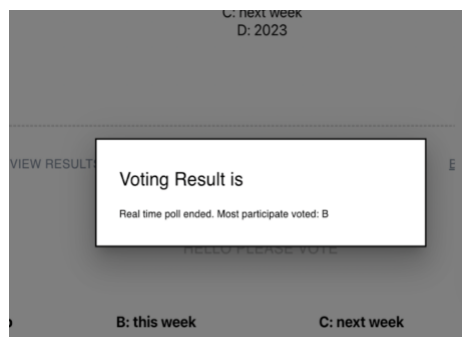 C: next week
D: 2023
VIEW RESULTS
Voting Result is
Real time poll ended. Most participate voted: B
HELLO PLEASE VOTE
B: this week
C: next week